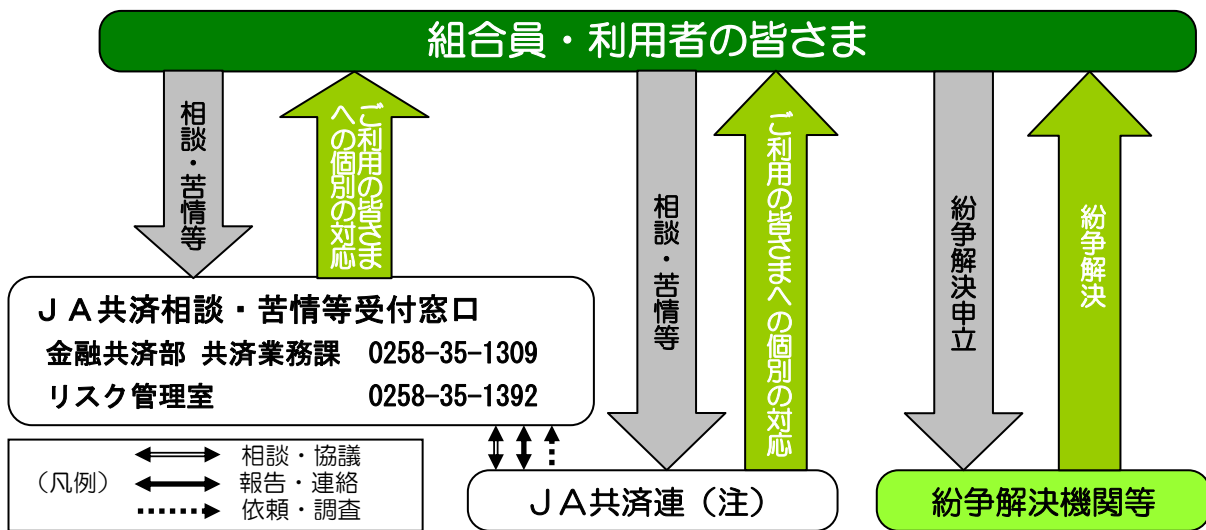 組合員・利用者の皆さま
相談・苦情等
ご利用の皆さま
への個別の対応
相談・苦情等
ご利用の皆さまへの個別の対応
紛争解決申立
紛争解決
ＪＡ共済相談・苦情等受付窓口
金融共済部 共済業務課 0258-35-1309
リスク管理室 0258-35-1392
（凡例）
相談・協議
報告・連絡
依頼・調査
ＪＡ共済連（注）
紛争解決機関等